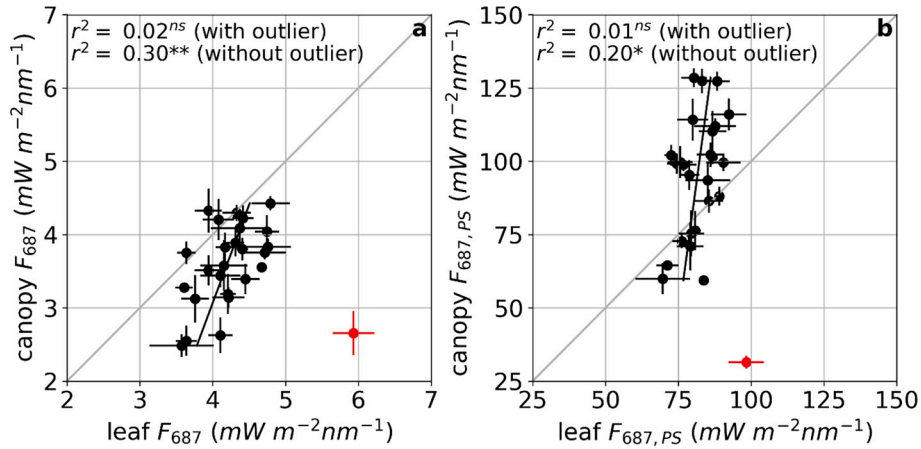 r² = 0.02ⁿˢ (with outlier)
r² = 0.30** (without outlier)
a
7
6
5
4
3
2
canopy F₆₈₇ (mW m⁻²nm⁻¹)
2 3 4 5 6 7
leaf F₆₈₇ (mW m⁻²nm⁻¹)
r² = 0.01ⁿˢ (with outlier)
r² = 0.20* (without outlier)
b
150
125
100
75
50
25
canopy F₆₈₇,PS (mW m⁻²nm⁻¹)
25 50 75 100 125 150
leaf F₆₈₇,PS (mW m⁻²nm⁻¹)